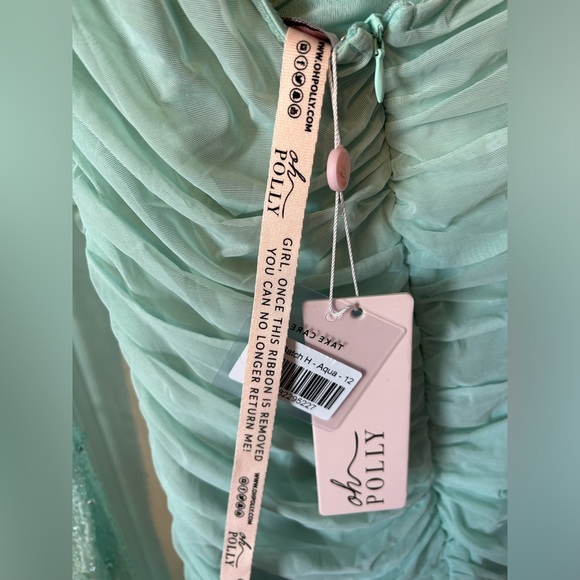 WWW.OHPOLLY.COM
oh
POLLY
GIRL, ONCE THIS RIBBON IS REMOVED
YOU CAN NO LONGER RETURN ME!
WWW.OHPOLLY.COM
oh
POLLY
TAKE CARE
H - Aqua - 12
82295227
oh
POLLY